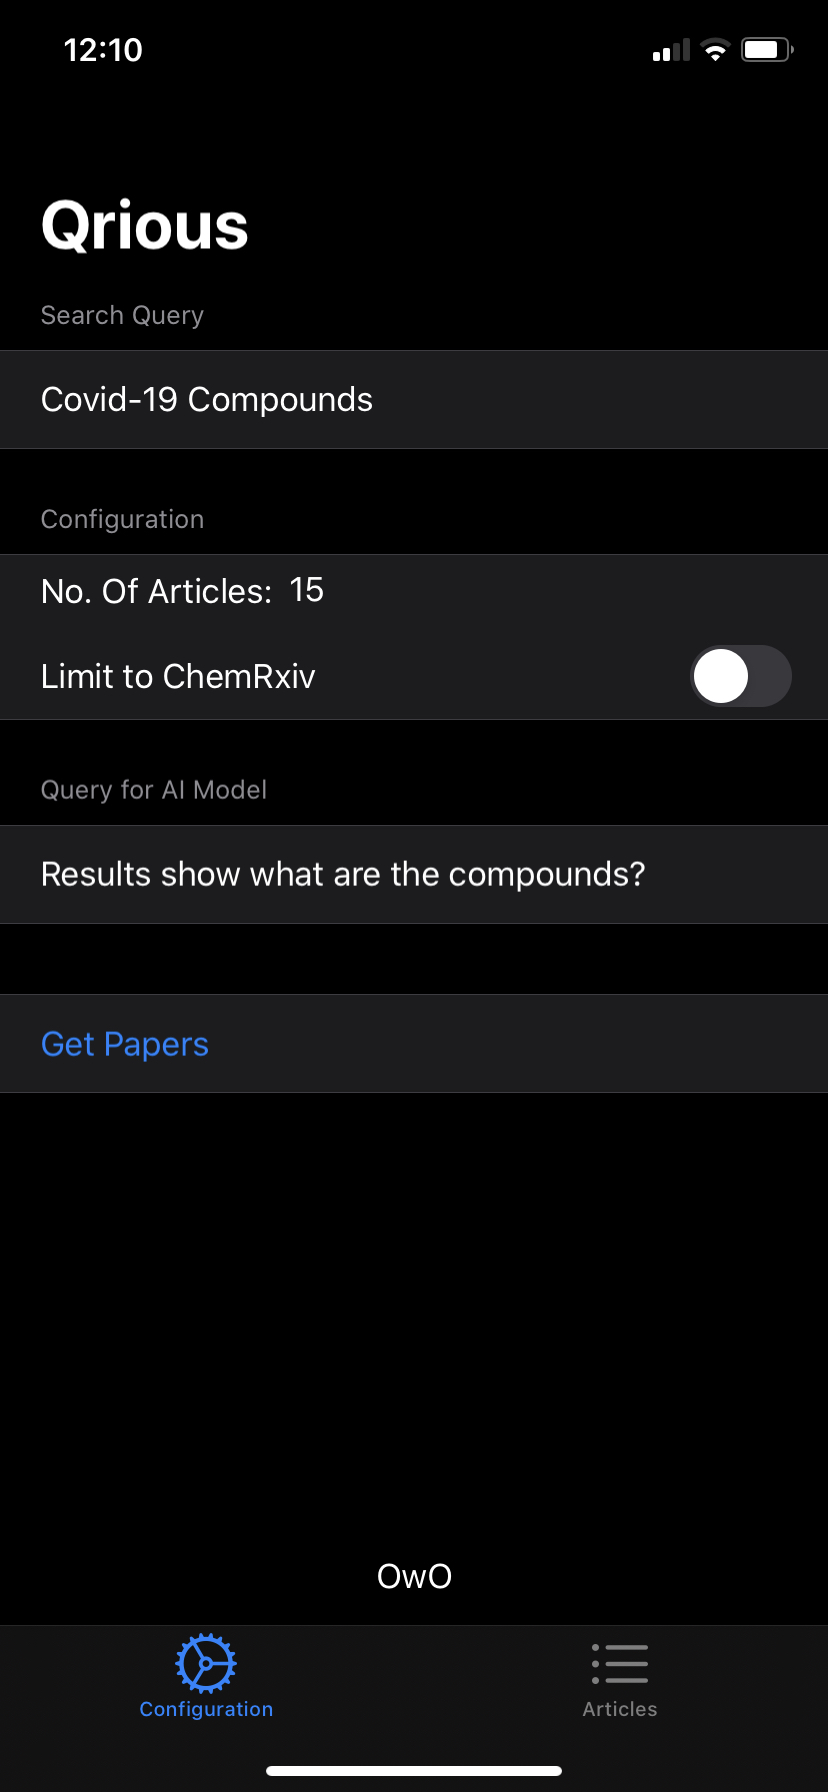 12:10
Qrious
Search Query
Covid-19 Compounds
Configuration
No. Of Articles: 15
Limit to ChemRxiv
Query for AI Model
Results show what are the compounds?
Get Papers
OwO
Configuration
Articles